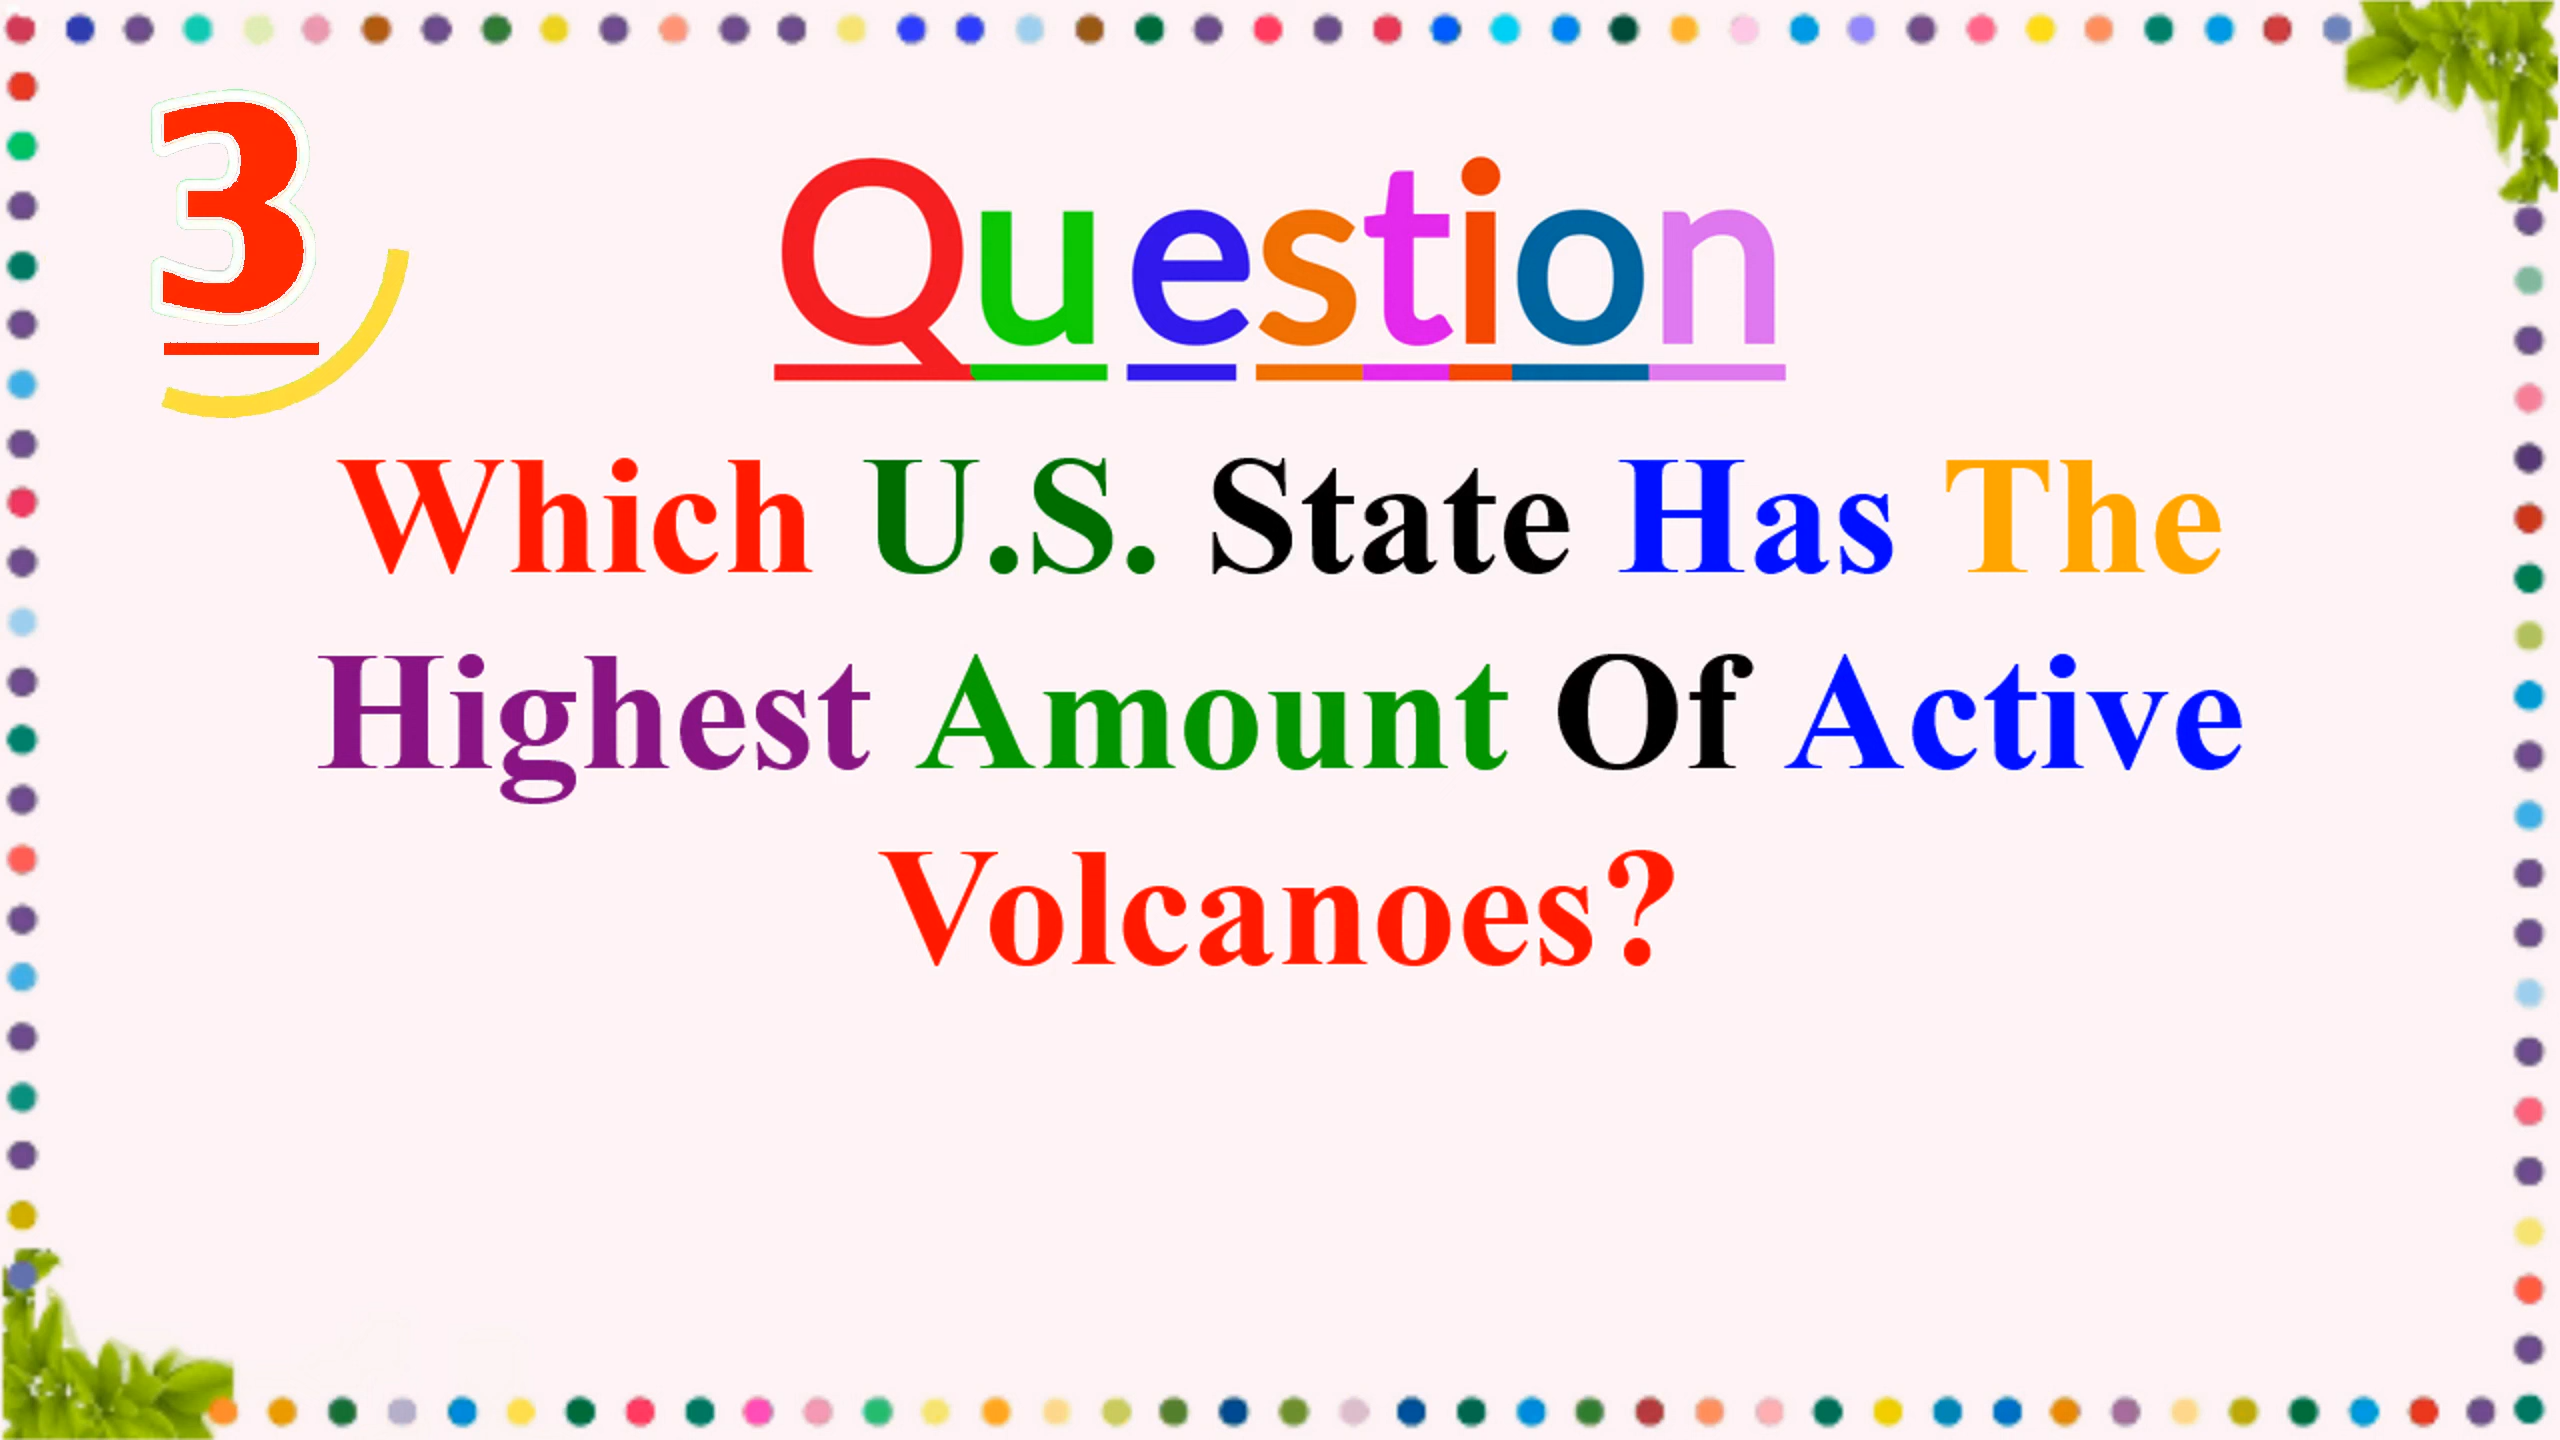 3
Question
Which U.S. State Has The
Highest Amount Of Active
Volcanoes?